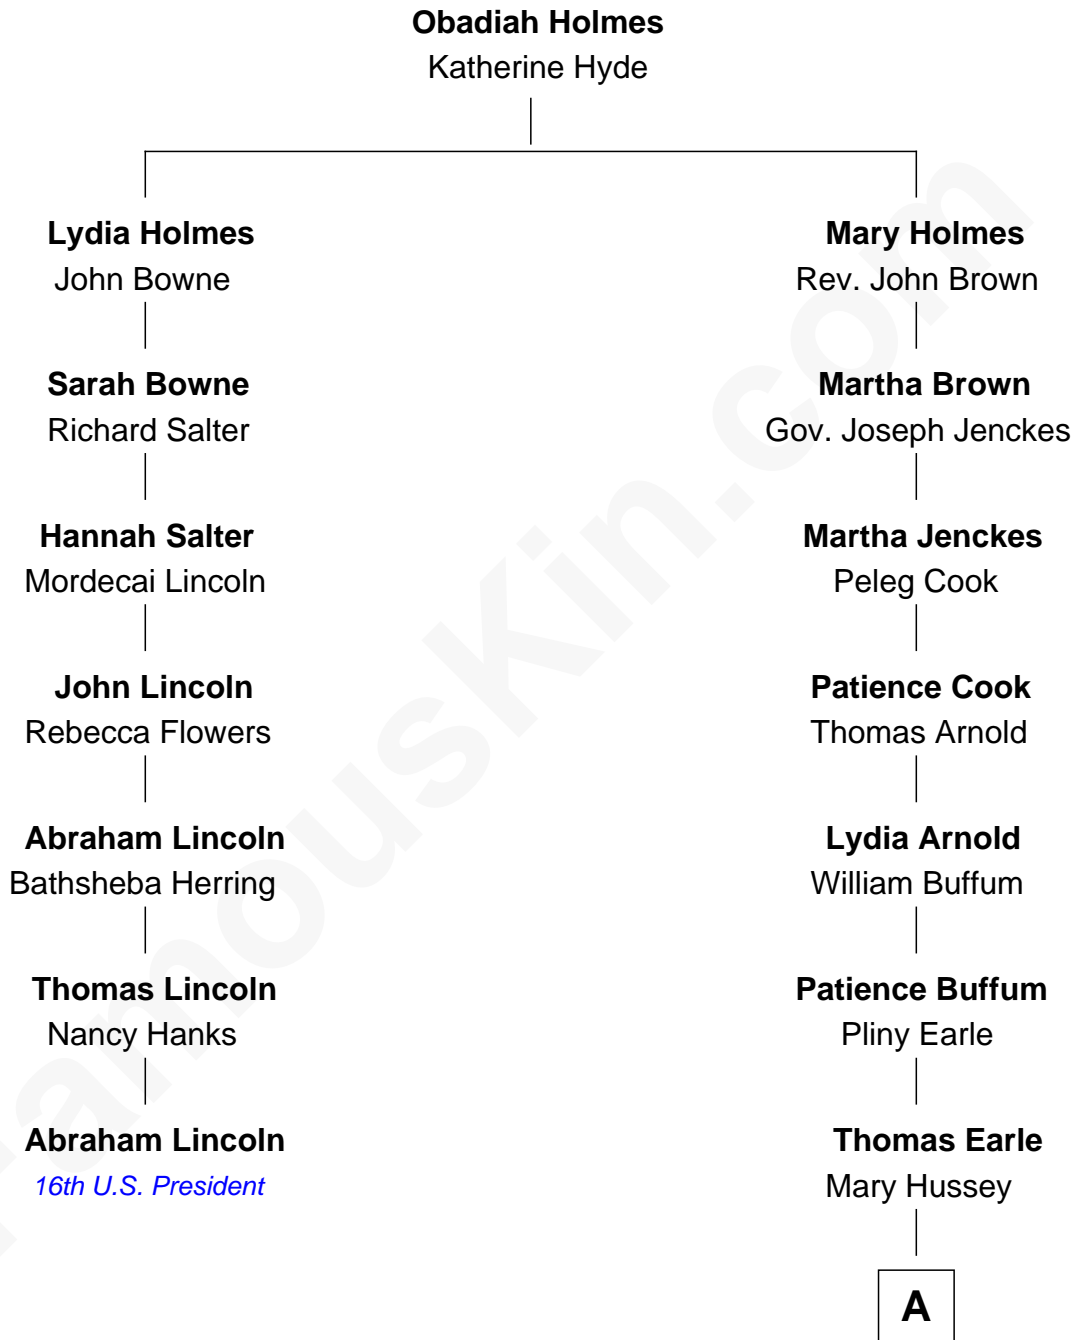 Obadiah Holmes
Katherine Hyde
Lydia Holmes
John Bowne
Mary Holmes
Rev. John Brown
Sarah Bowne
Richard Salter
Martha Brown
Gov. Joseph Jenckes
Hannah Salter
Mordecai Lincoln
Martha Jenckes
Peleg Cook
John Lincoln
Rebecca Flowers
Patience Cook
Thomas Arnold
Abraham Lincoln
Bathsheba Herring
Lydia Arnold
William Buffum
Thomas Lincoln
Nancy Hanks
Patience Buffum
Pliny Earle
Abraham Lincoln
16th U.S. President
Thomas Earle
Mary Hussey
A
FamousKin.com